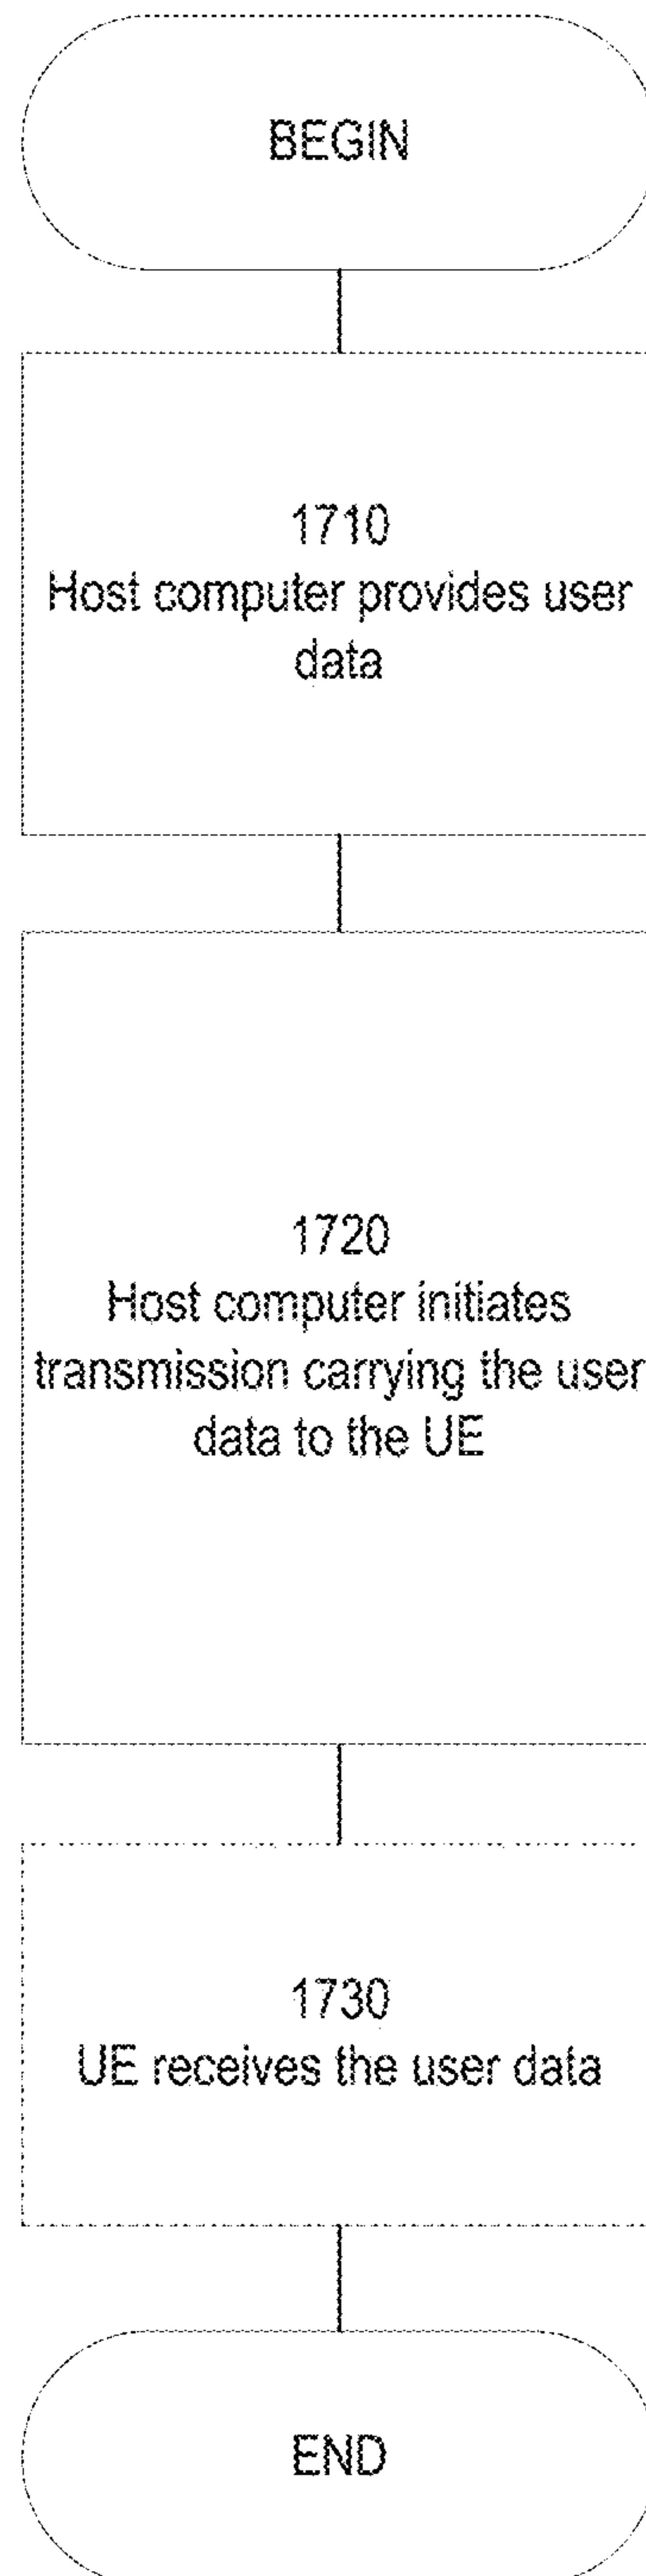 BEGIN
1710
Host computer provides user
data
1720
Host computer initiates
transmission carrying the user
data to the UE
1730
UE receives the user data
END